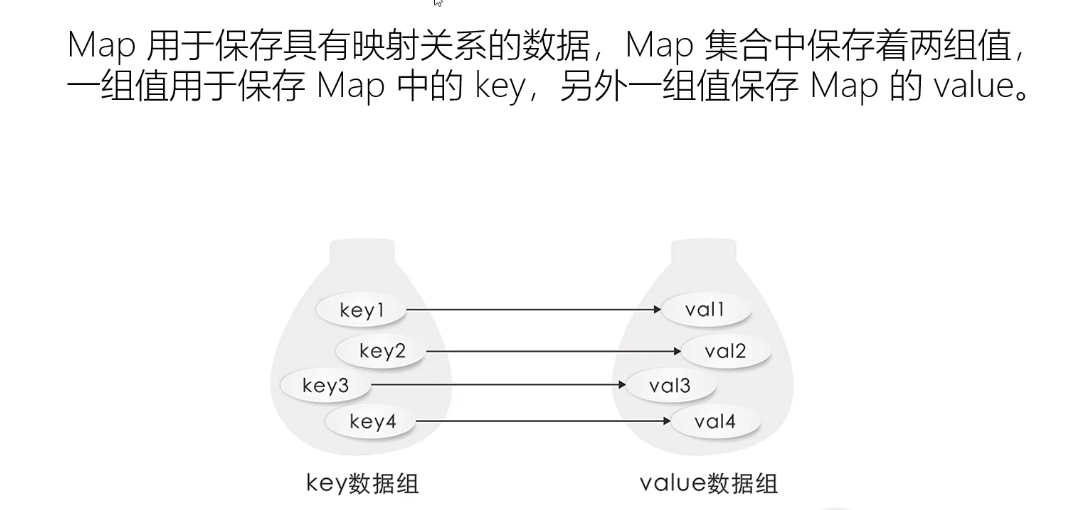 Map 用于保存具有映射关系的数据，Map 集合中保存着两组值，
一组值用于保存 Map 中的 key，另外一组值保存 Map 的 value。
key1
val1
key2
val2
key3
val3
key4
val4
key数据组
value数据组